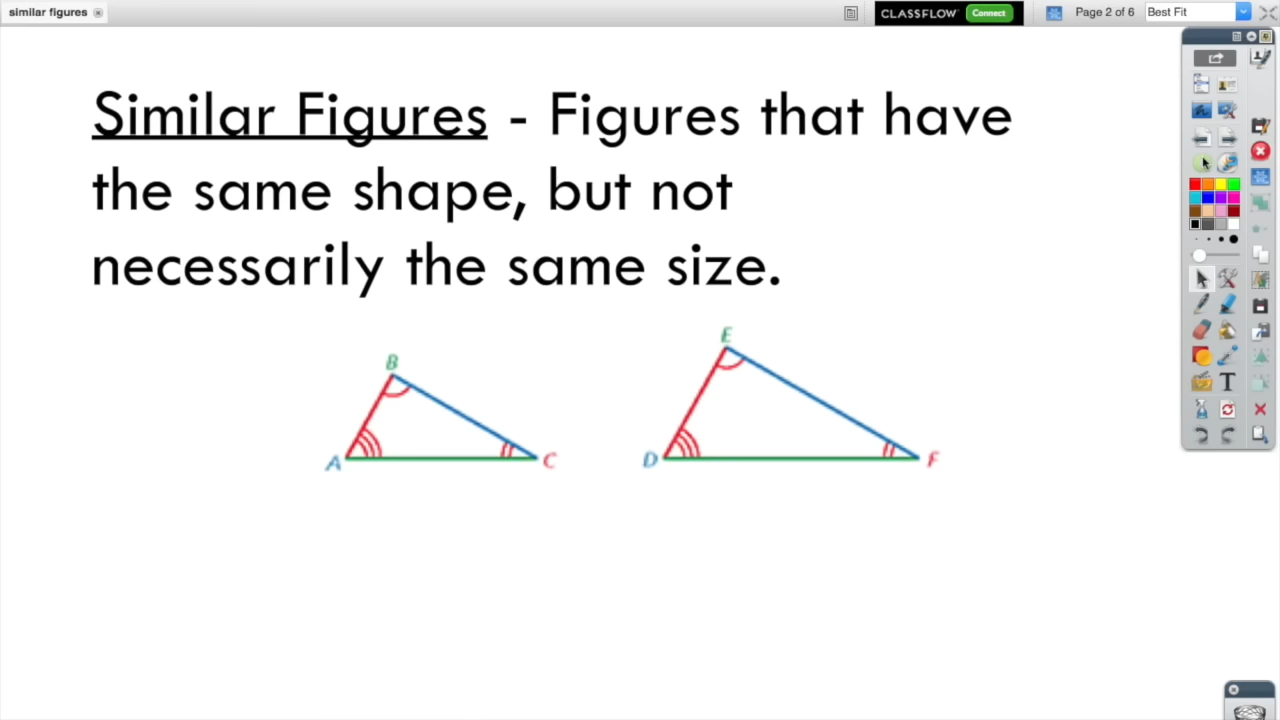 similar figures
CLASSFLOW Connect
Page 2 of 6
Best Fit
Similar Figures - Figures that have
the same shape, but not
necessarily the same size.
B
E
A
C
D
F
T